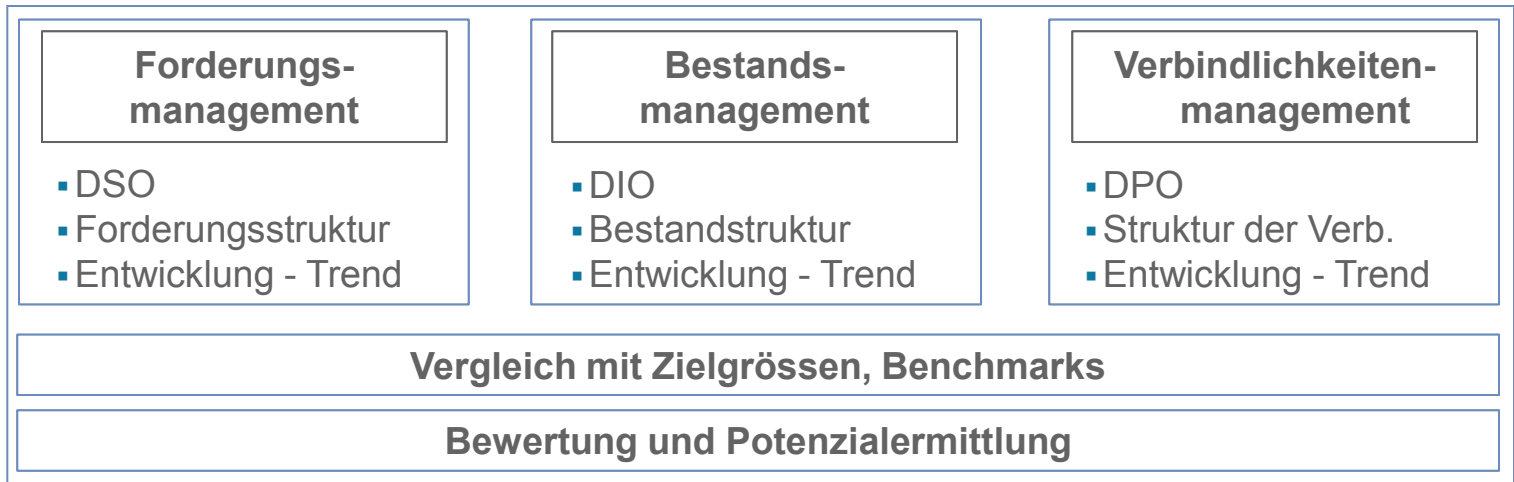 Forderungs-
management
▪DSO
▪Forderungsstruktur
▪Entwicklung - Trend
Bestands-
management
▪DIO
▪Bestandstruktur
▪Entwicklung - Trend
Verbindlichkeiten-
management
▪DPO
▪Struktur der Verb.
▪Entwicklung - Trend
Vergleich mit Zielgrössen, Benchmarks
Bewertung und Potenzialermittlung